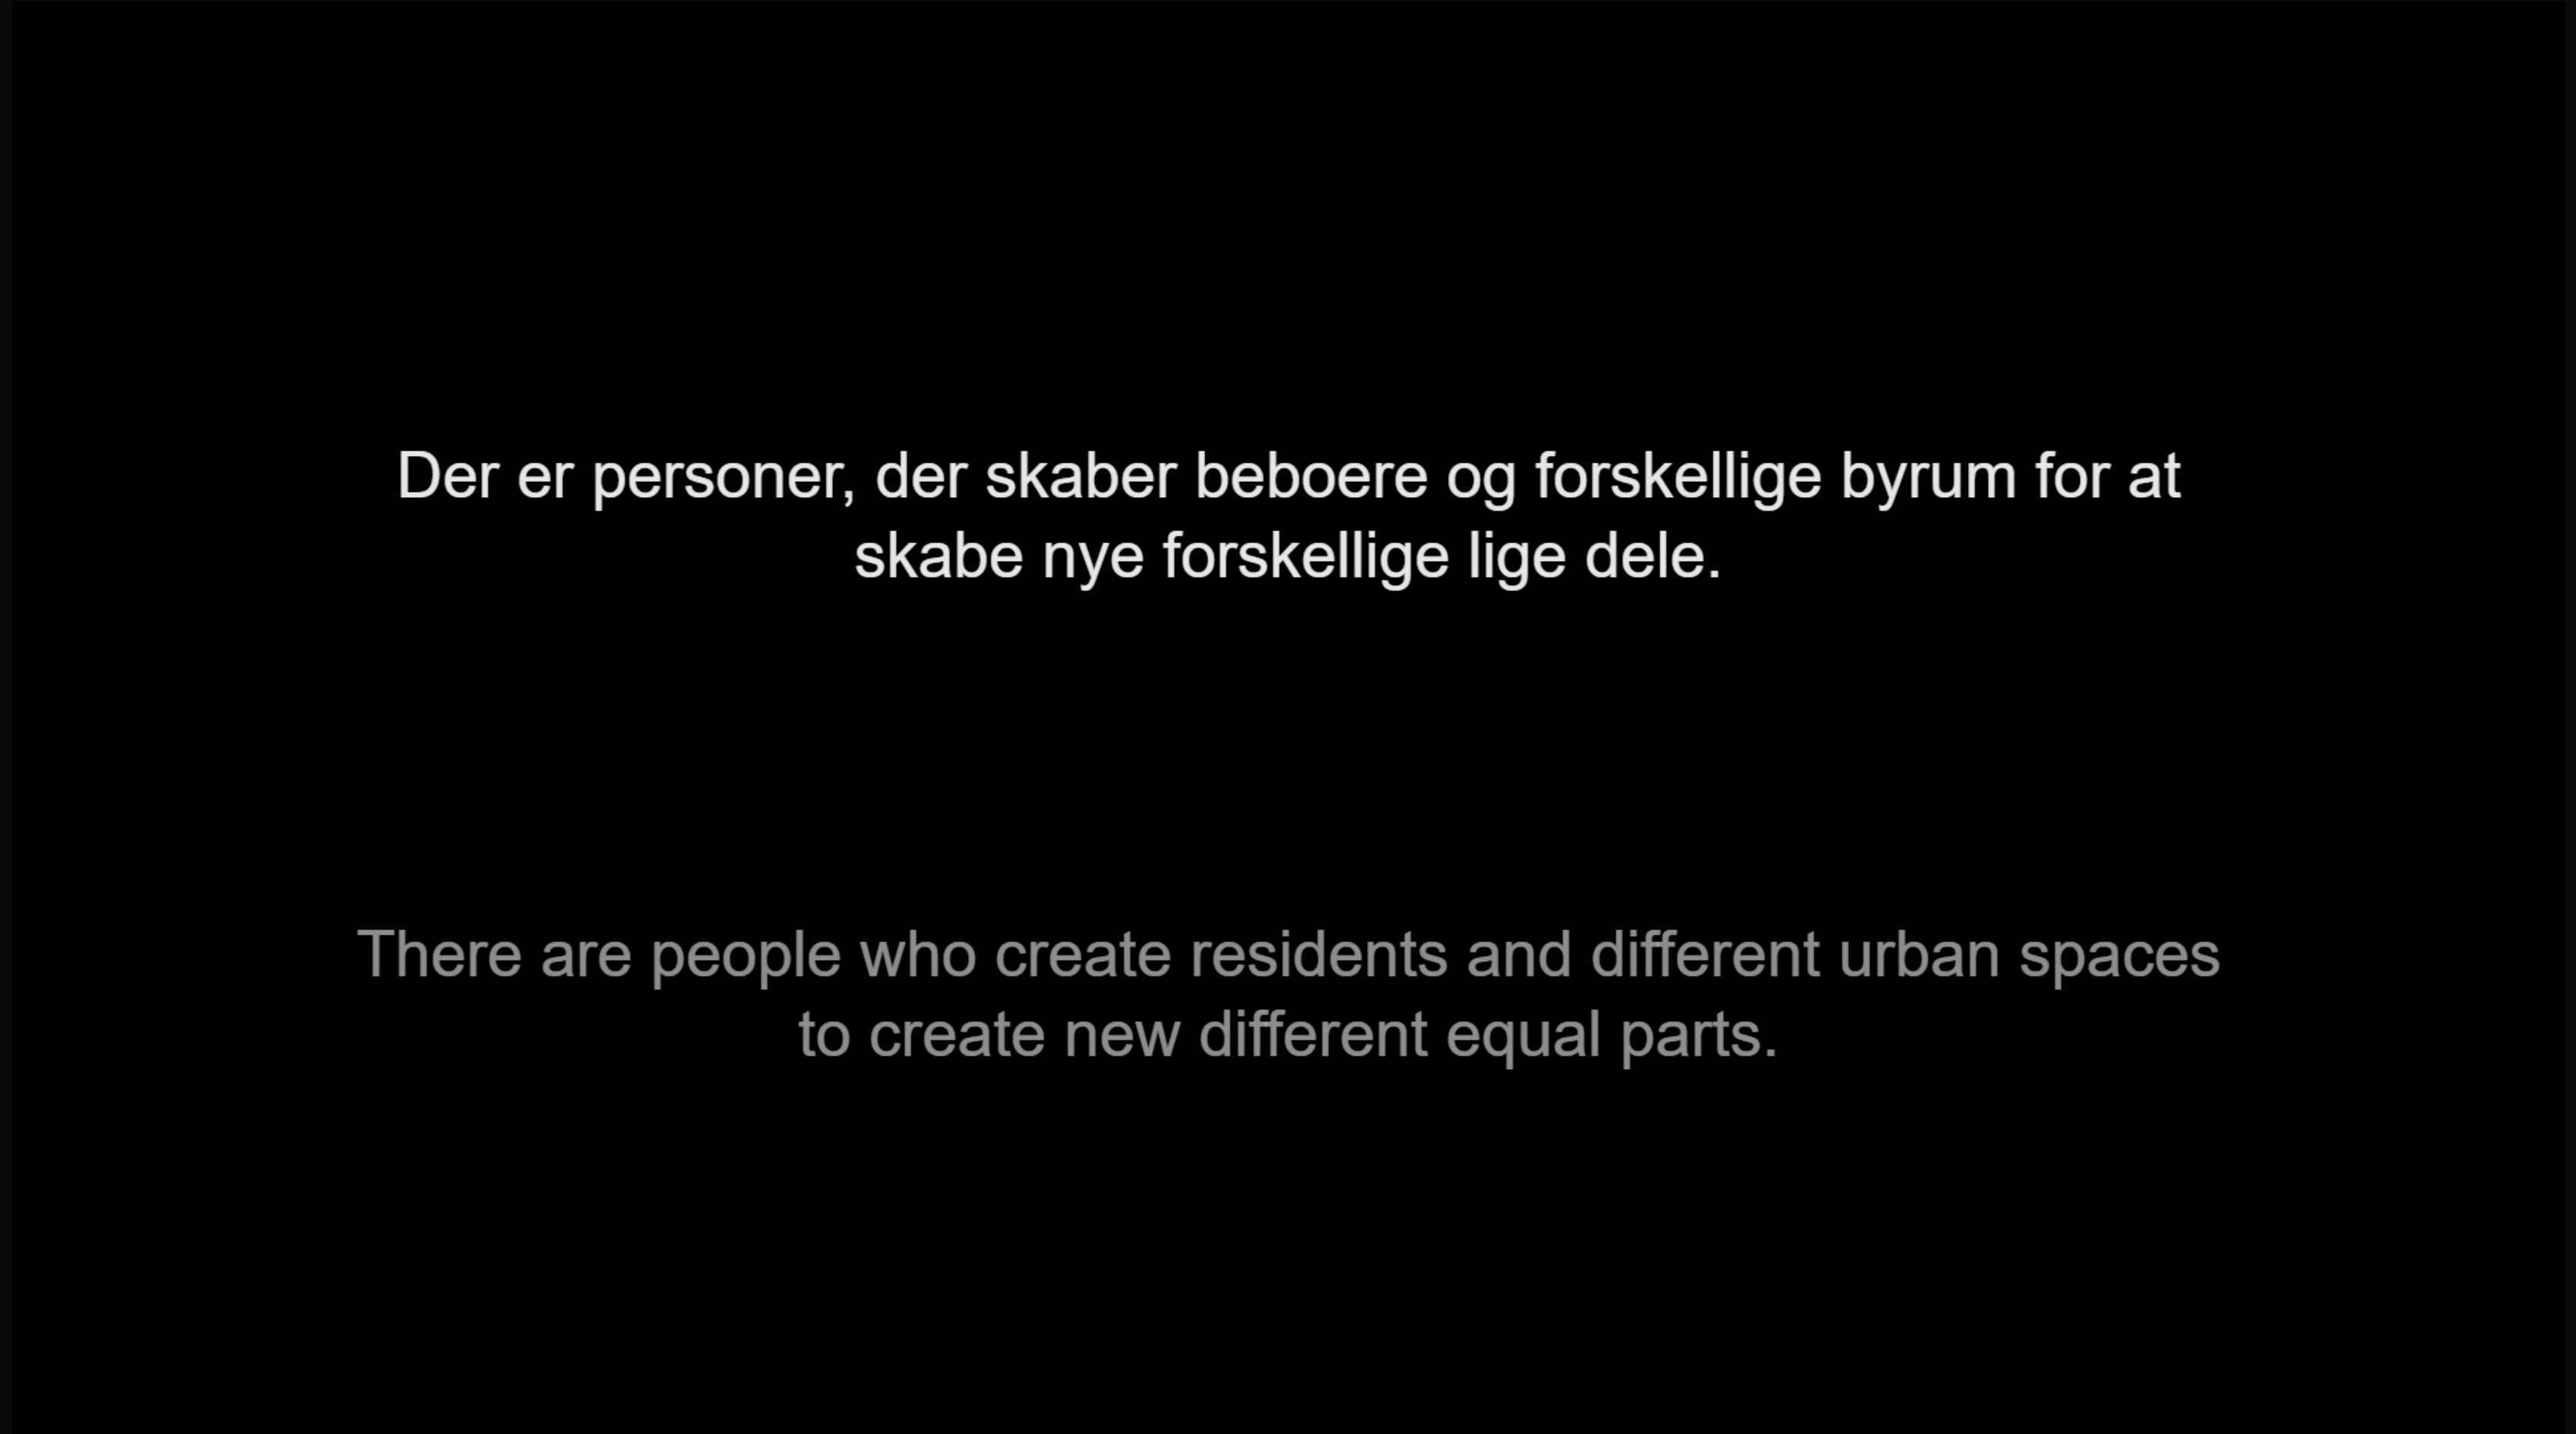 Der er personer, der skaber beboere og forskellige byrum for at
skabe nye forskellige lige dele.
There are people who create residents and different urban spaces
to create new different equal parts.